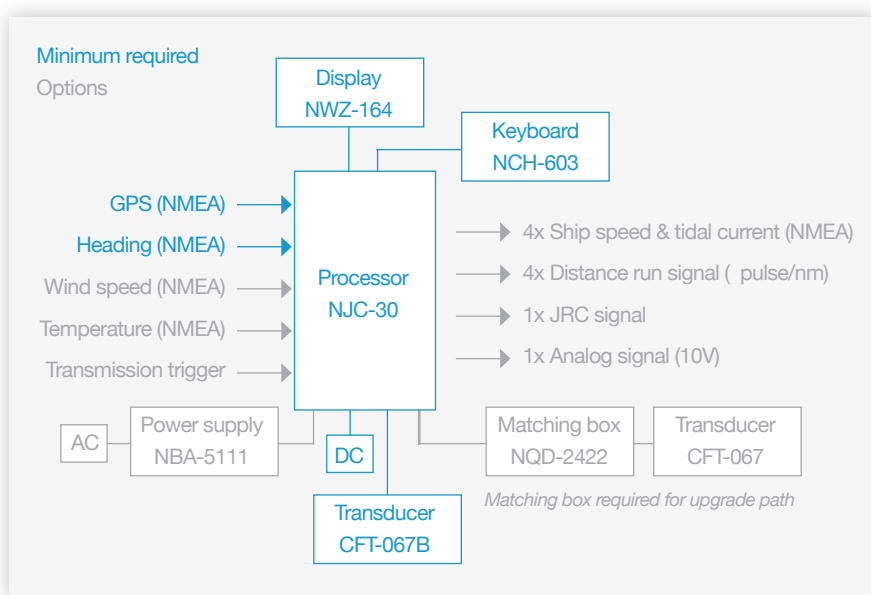 Minimum required
Options
Display
NWZ-164
Keyboard
NCH-603
GPS (NMEA)
Heading (NMEA)
Wind speed (NMEA)
Temperature (NMEA)
Transmission trigger
Processor
NJC-30
4x Ship speed & tidal current (NMEA)
4x Distance run signal ( pulse/nm)
1x JRC signal
1x Analog signal (10V)
AC
Power supply
NBA-5111
DC
Transducer
CFT-067B
Matching box
NQD-2422
Transducer
CFT-067
Matching box required for upgrade path